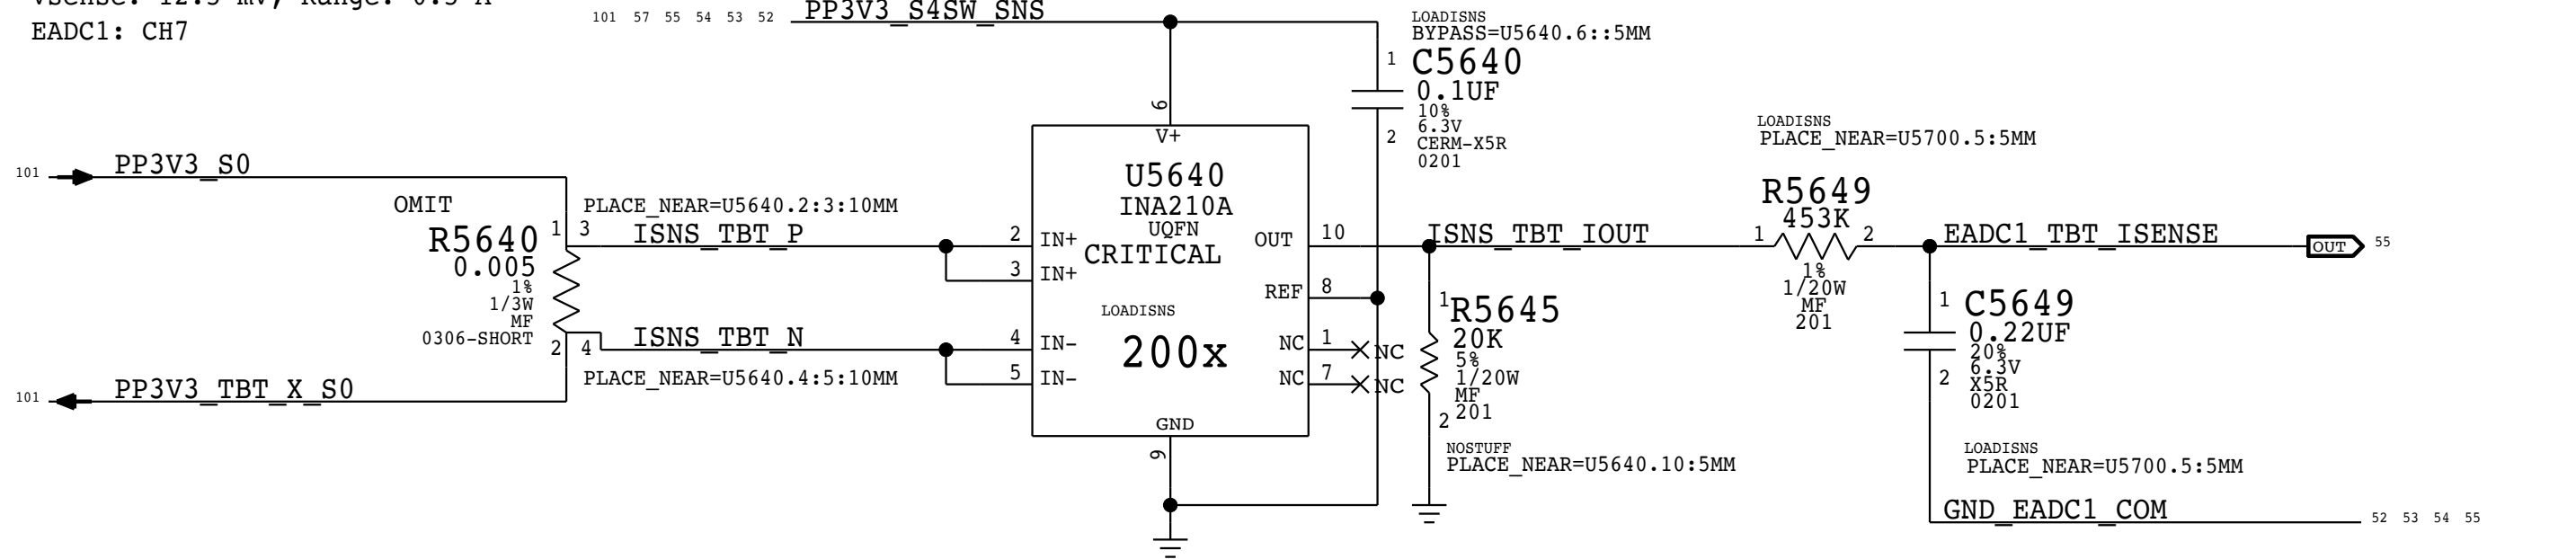 EADC1: CH7
101 57 55 54 53 52
PP3V3_S4SW_SNS
LOADISNS
BYPASS=U5640.6::5MM
1
C5640
0.1UF
10%
6.3V
CERM-X5R
0201
2
6
V+
U5640
INA210A
UQFN
CRITICAL
LOADISNS
200x
2 IN+
3 IN+
4 IN-
5 IN-
OUT 10
REF 8
NC 1 NC
NC 7 NC
GND
9
101
PP3V3_S0
OMIT
R5640
0.005
1%
1/3W
MF
0306-SHORT
1 3
2 4
PLACE_NEAR=U5640.2:3:10MM
ISNS_TBT_P
ISNS_TBT_N
PLACE_NEAR=U5640.4:5:10MM
101
PP3V3_TBT_X_S0
ISNS_TBT_IOUT
1
R5645
20K
5%
1/20W
MF
201
2
NOSTUFF
PLACE_NEAR=U5640.10:5MM
LOADISNS
PLACE_NEAR=U5700.5:5MM
R5649
453K
1 2
1%
1/20W
MF
201
EADC1_TBT_ISENSE
OUT 55
1
C5649
0.22UF
20%
6.3V
X5R
0201
2
LOADISNS
PLACE_NEAR=U5700.5:5MM
GND_EADC1_COM
52 53 54 55